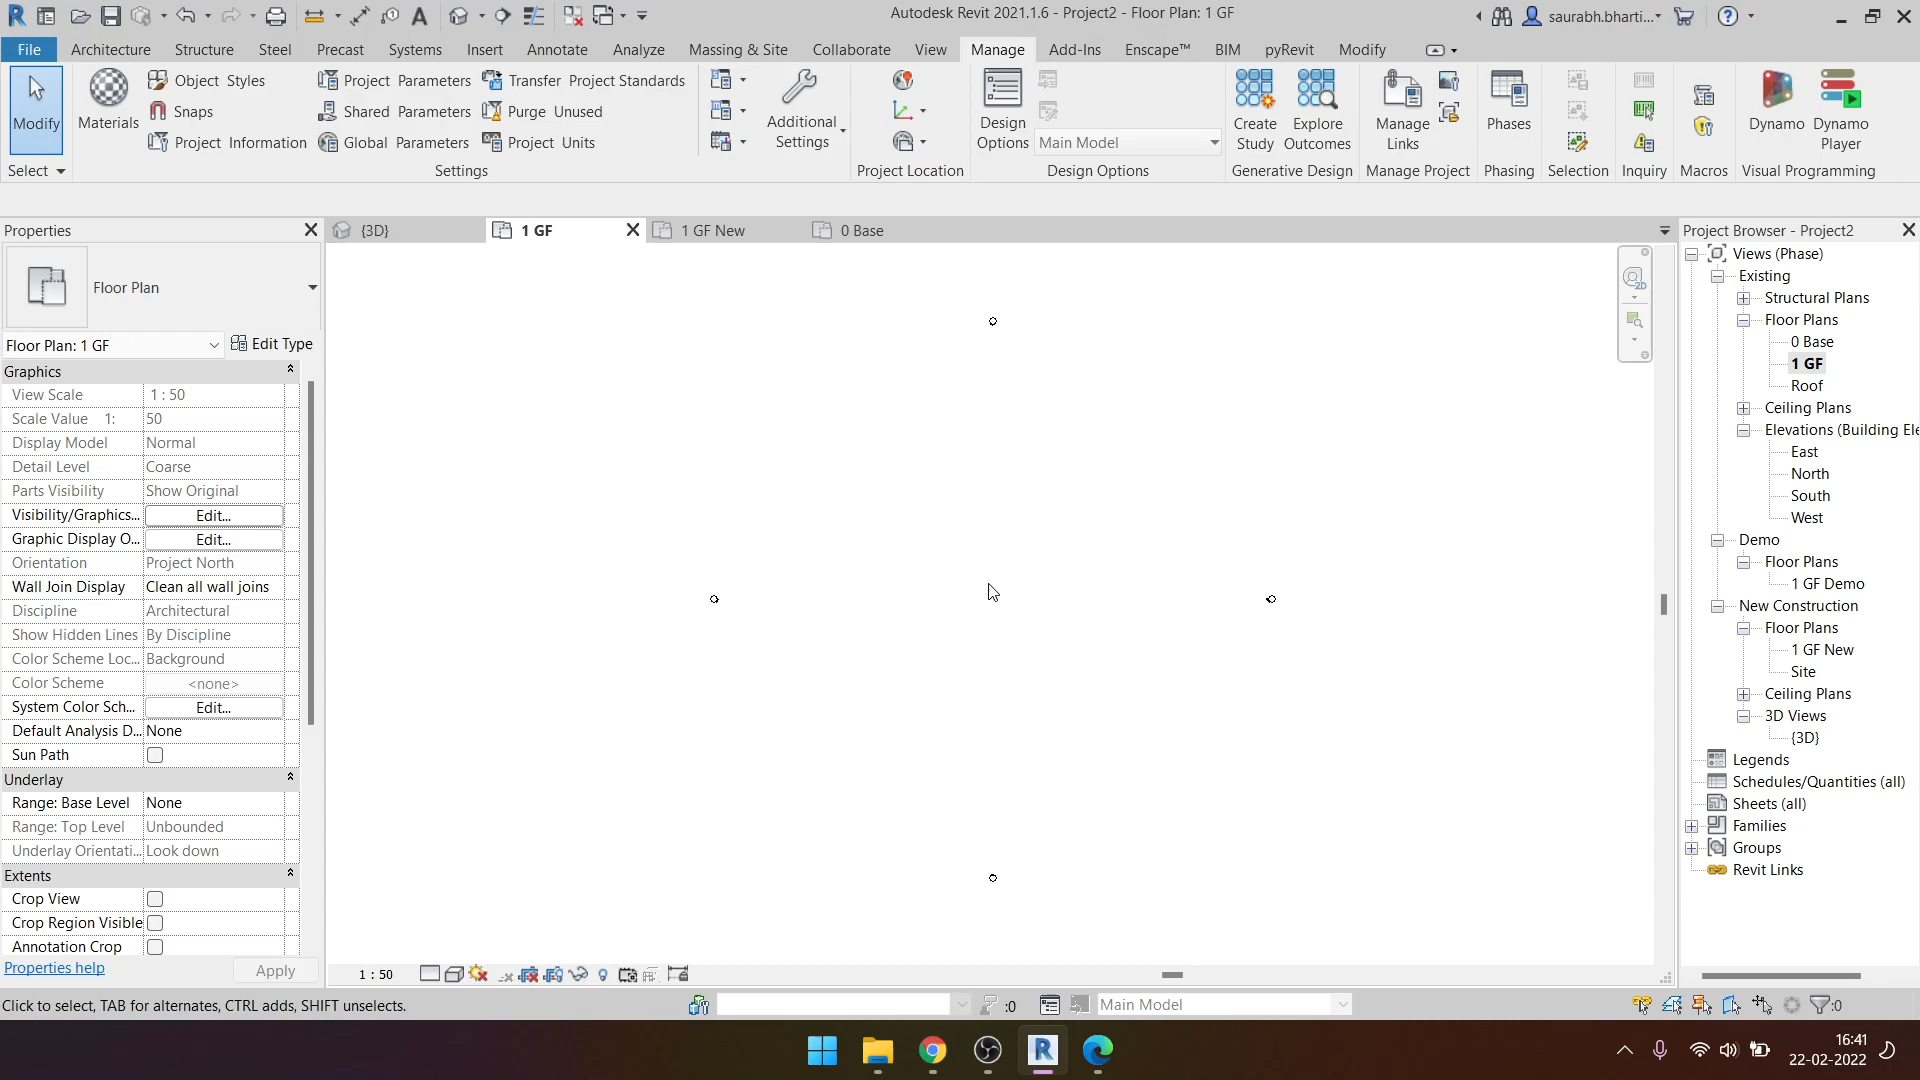 Autodesk Revit 2021.1.6 - Project2 - Floor Plan: 1 GF
saurabh.bharti...
File Architecture Structure Steel Precast Systems Insert Annotate Analyze Massing & Site Collaborate View Manage Add-Ins Enscape™ BIM pyRevit Modify
Modify
Materials
Object Styles
Snaps
Project Information
Project Parameters
Shared Parameters
Global Parameters
Transfer Project Standards
Purge Unused
Project Units
Additional
Settings
Design
Options
Main Model
Create
Study
Explore
Outcomes
Manage
Links
Phases
Dynamo
Dynamo
Player
Select
Settings
Project Location
Design Options
Generative Design
Manage Project
Phasing
Selection
Inquiry
Macros
Visual Programming
Properties
{3D}
1 GF
1 GF New
0 Base
Project Browser - Project2
Floor Plan
Floor Plan: 1 GF
Edit Type
Graphics
View Scale 1 : 50
Scale Value 1: 50
Display Model Normal
Detail Level Coarse
Parts Visibility Show Original
Visibility/Graphics... Edit...
Graphic Display O... Edit...
Orientation Project North
Wall Join Display Clean all wall joins
Discipline Architectural
Show Hidden Lines By Discipline
Color Scheme Loc... Background
Color Scheme <none>
System Color Sch... Edit...
Default Analysis D... None
Sun Path
Underlay
Range: Base Level None
Range: Top Level Unbounded
Underlay Orientati... Look down
Extents
Crop View
Crop Region Visible
Annotation Crop
Properties help
Apply
2D
Views (Phase)
Existing
Structural Plans
Floor Plans
0 Base
1 GF
Roof
Ceiling Plans
Elevations (Building Ele
East
North
South
West
Demo
Floor Plans
1 GF Demo
New Construction
Floor Plans
1 GF New
Site
Ceiling Plans
3D Views
{3D}
Legends
Schedules/Quantities (all)
Sheets (all)
Families
Groups
Revit Links
1 : 50
Click to select, TAB for alternates, CTRL adds, SHIFT unselects.
:0
Main Model
:0
16:41
22-02-2022